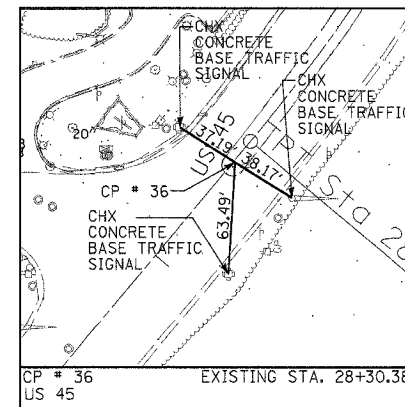 CHX
CONCRETE
BASE TRAFFIC
SIGNAL
CHX
CONCRETE
BASE TRAFFIC
SIGNAL
20'
37.19'
US 45
38.17'
CP # 36
63.49'
CHX
CONCRETE
BASE TRAFFIC
SIGNAL
CP # 36
EXISTING STA. 28+30.38
US 45